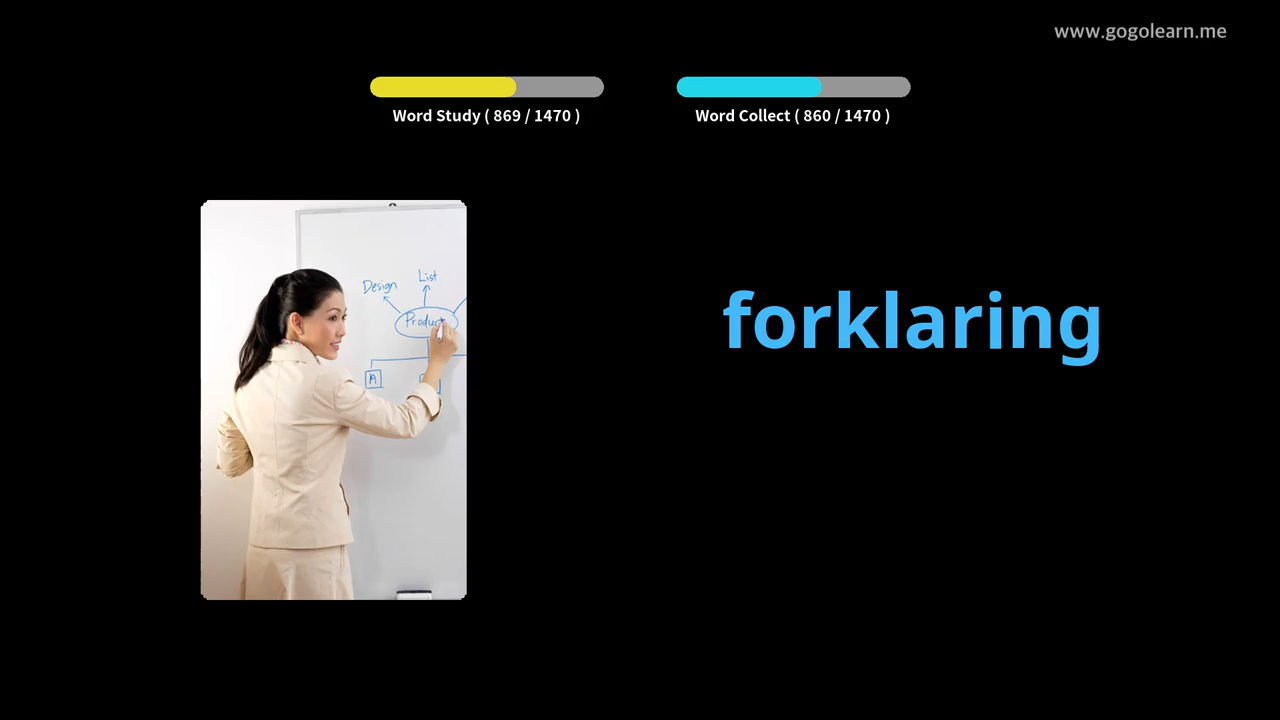 www.gogolearn.me
Word Study ( 869 / 1470 )
Word Collect ( 860 / 1470 )
forklaring
List
Design
Product
A